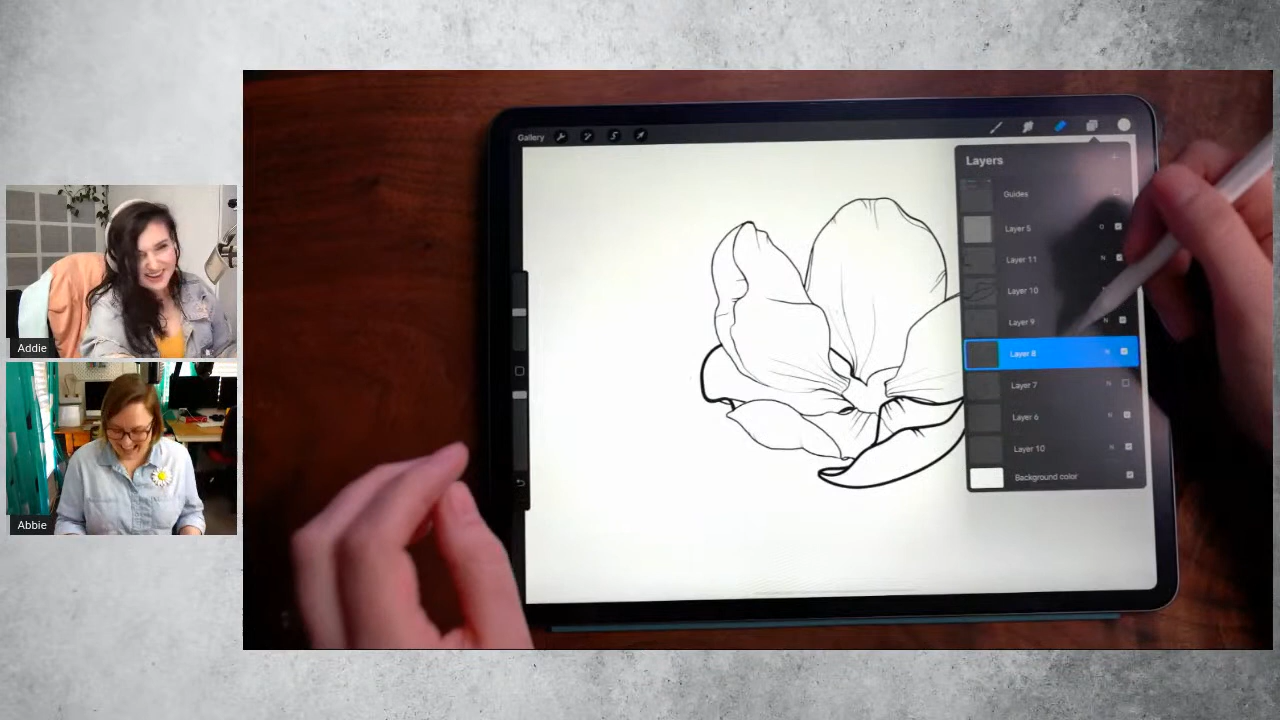 Addie
Abbie
Gallery
Layers
Guides
Layer 5
O
Layer 11
N
Layer 10
Layer 9
N
Layer 8
N
Layer 7
N
Layer 6
N
Layer 10
N
Background color